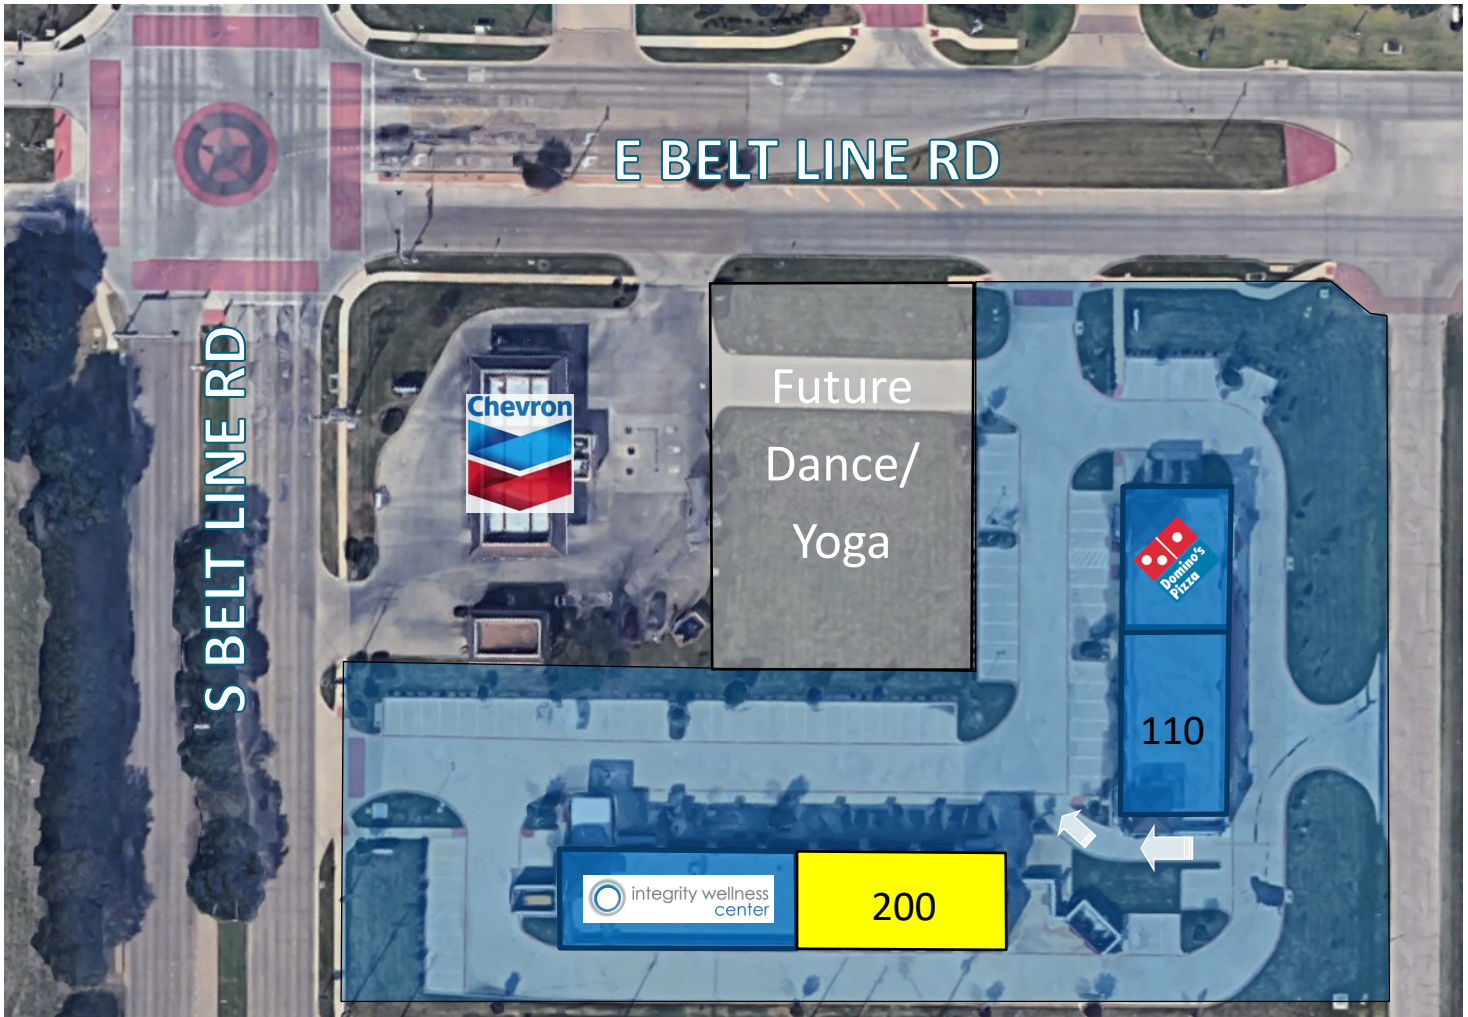 E BELT LINE RD
S BELT LINE RD
Chevron
Future
Dance/
Yoga
Domino's
Pizza
110
integrity wellness
center
200